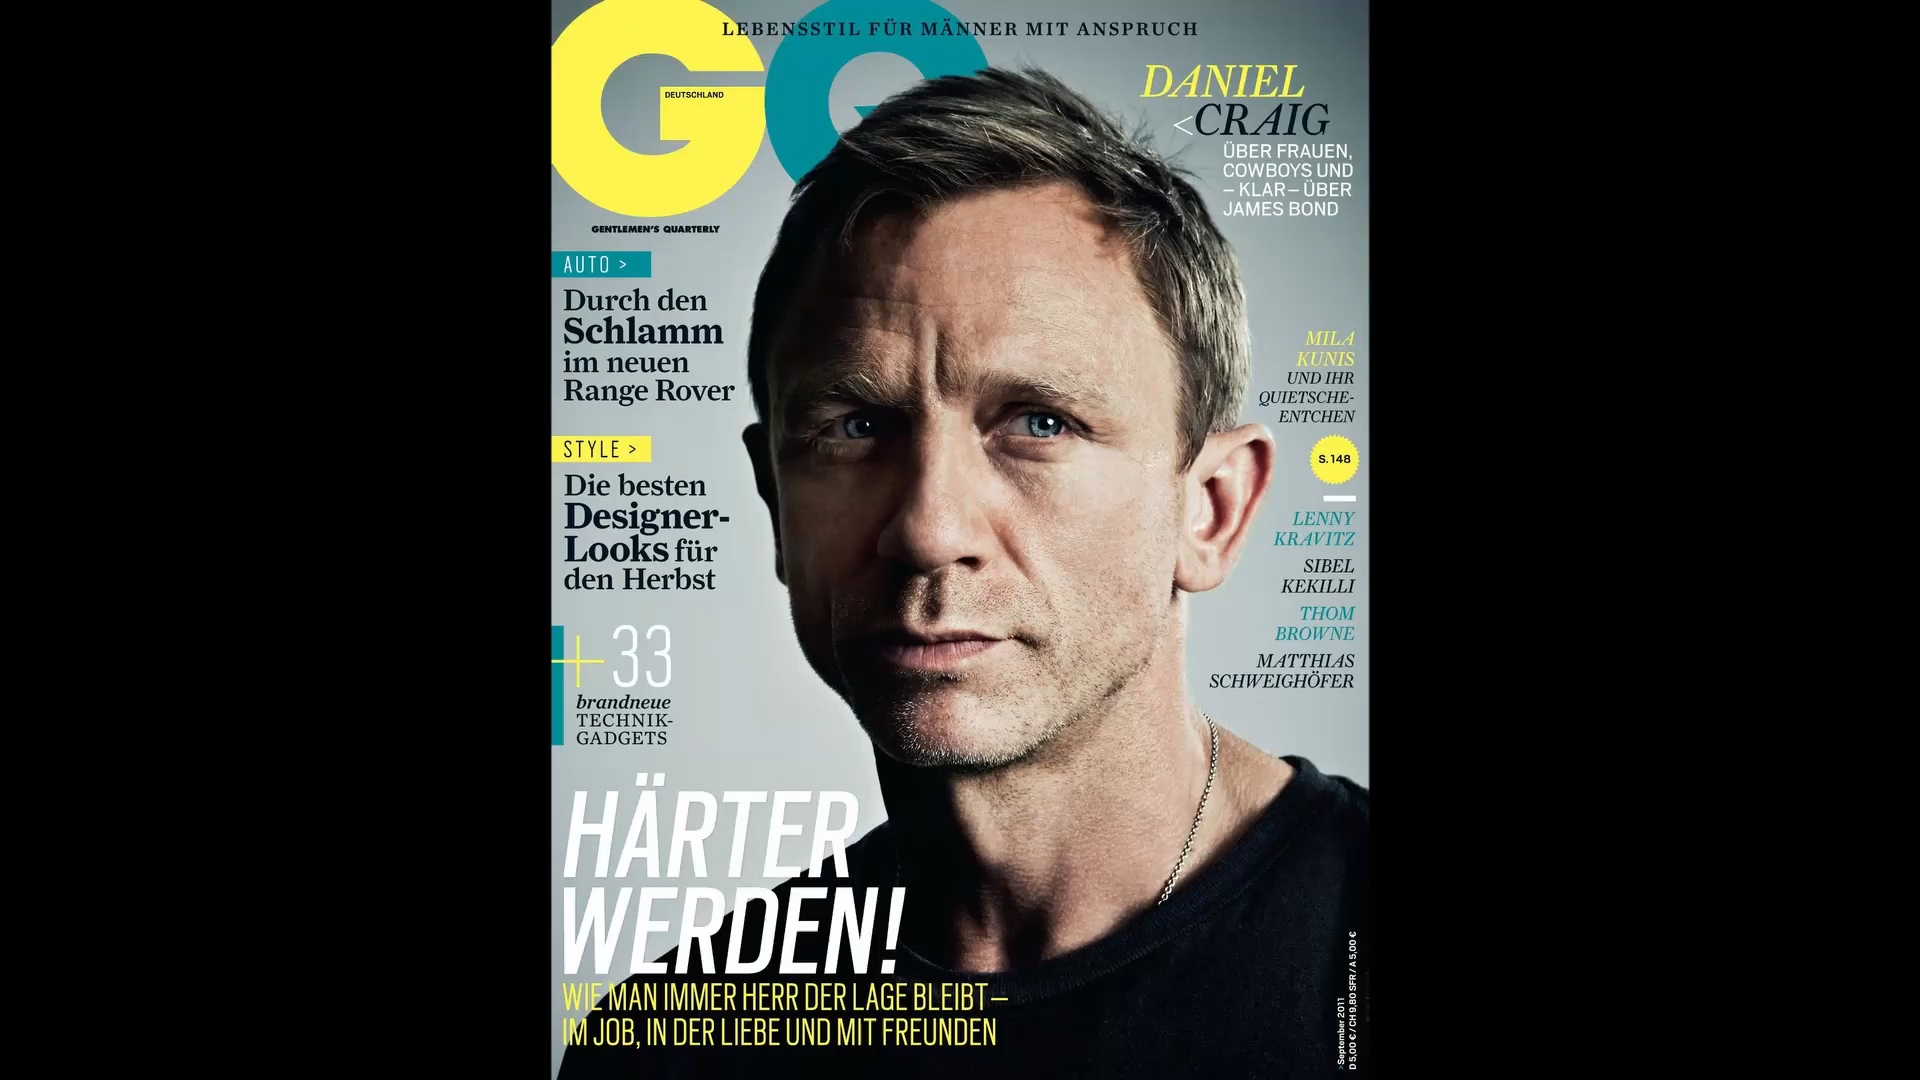 LEBENSSTIL FÜR MÄNNER MIT ANSPRUCH
GQ
DEUTSCHLAND
GENTLEMEN'S QUARTERLY
DANIEL
<CRAIG
ÜBER FRAUEN,
COWBOYS UND
– KLAR – ÜBER
JAMES BOND
AUTO >
Durch den
Schlamm
im neuen
Range Rover
STYLE >
Die besten
Designer-
Looks für
den Herbst
+33
brandneue
TECHNIK-
GADGETS
MILA
KUNIS
UND IHR
QUIETSCHE-
ENTCHEN
S. 148
LENNY
KRAVITZ
SIBEL
KEKILLI
THOM
BROWNE
MATTHIAS
SCHWEIGHÖFER
HÄRTER
WERDEN!
WIE MAN IMMER HERR DER LAGE BLEIBT –
IM JOB, IN DER LIEBE UND MIT FREUNDEN
>September 2011
D 5,00 € / CH 9,80 SFR / A 5,00 €